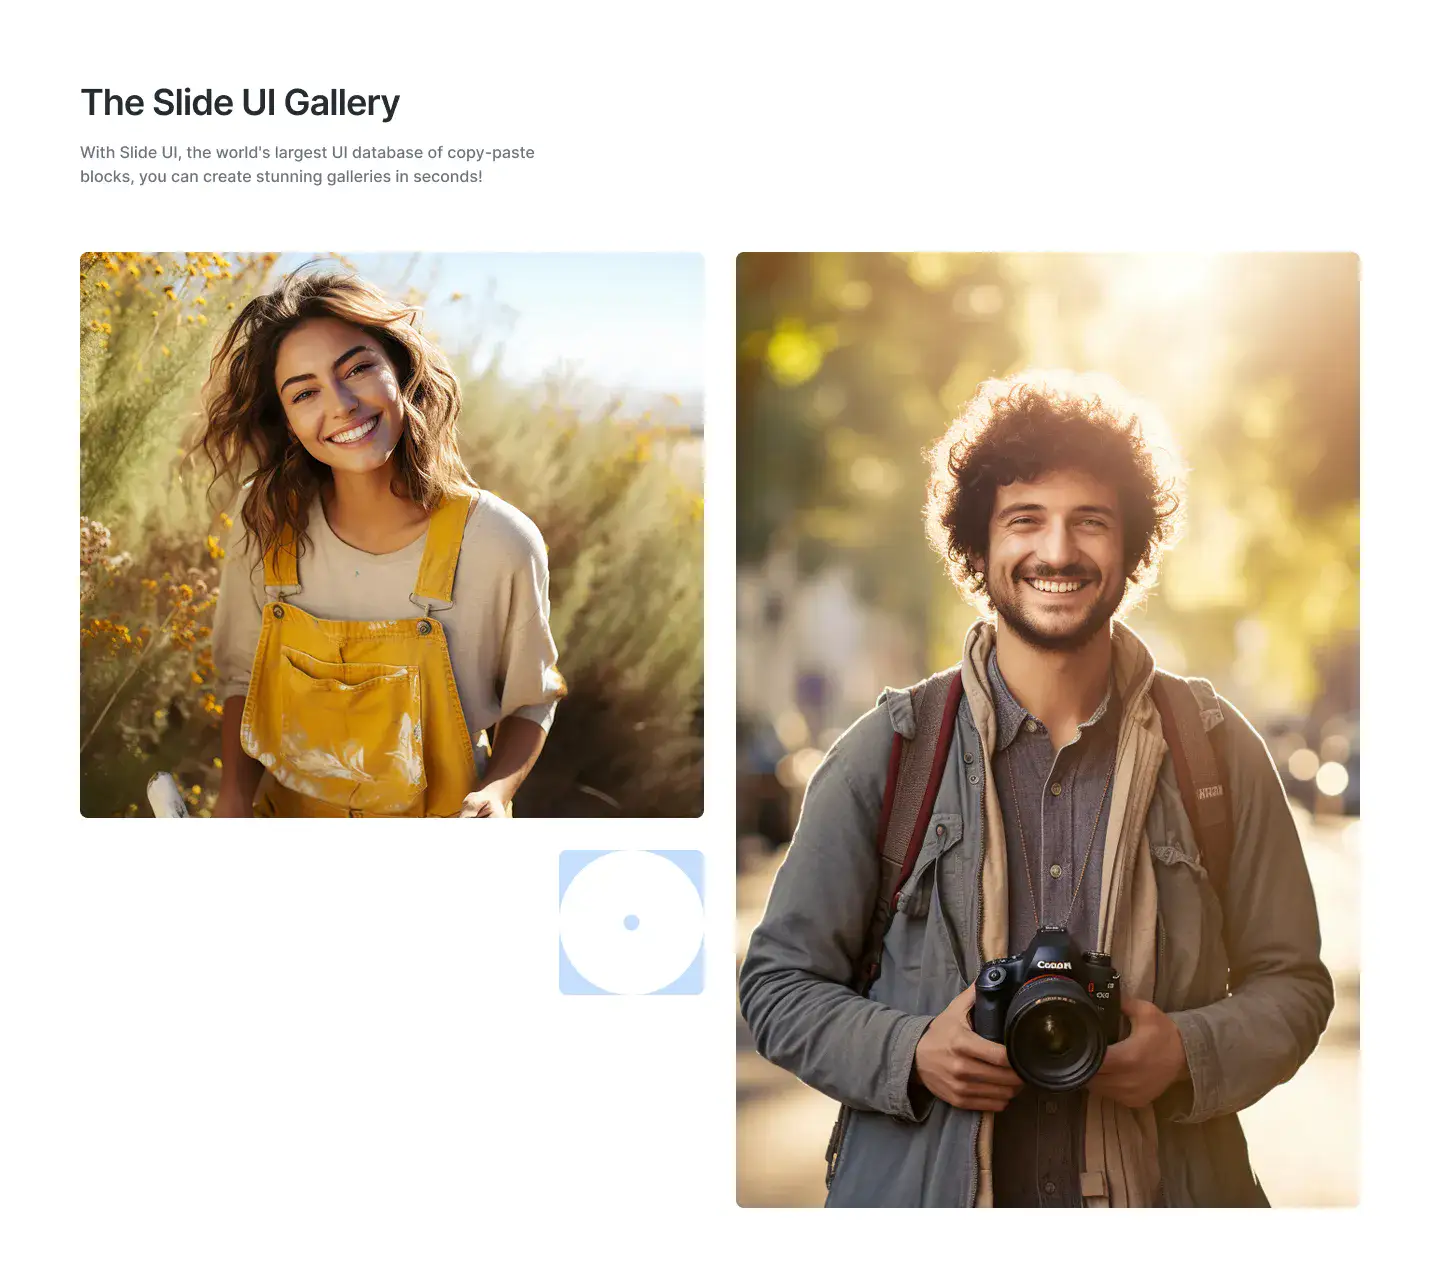 The Slide UI Gallery
With Slide UI, the world's largest UI database of copy-paste
blocks, you can create stunning galleries in seconds!